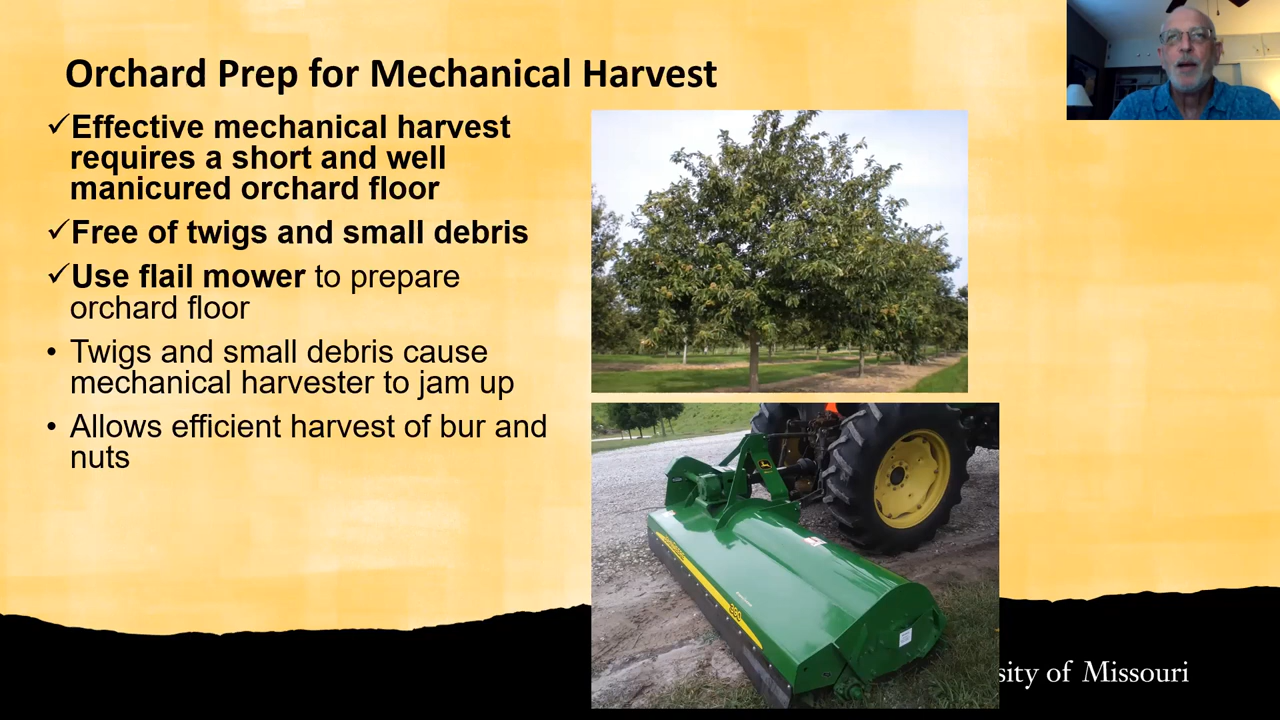 Orchard Prep for Mechanical Harvest
✓Effective mechanical harvest
requires a short and well
manicured orchard floor
✓Free of twigs and small debris
✓Use flail mower to prepare
orchard floor
• Twigs and small debris cause
mechanical harvester to jam up
• Allows efficient harvest of bur and
nuts
sity of Missouri